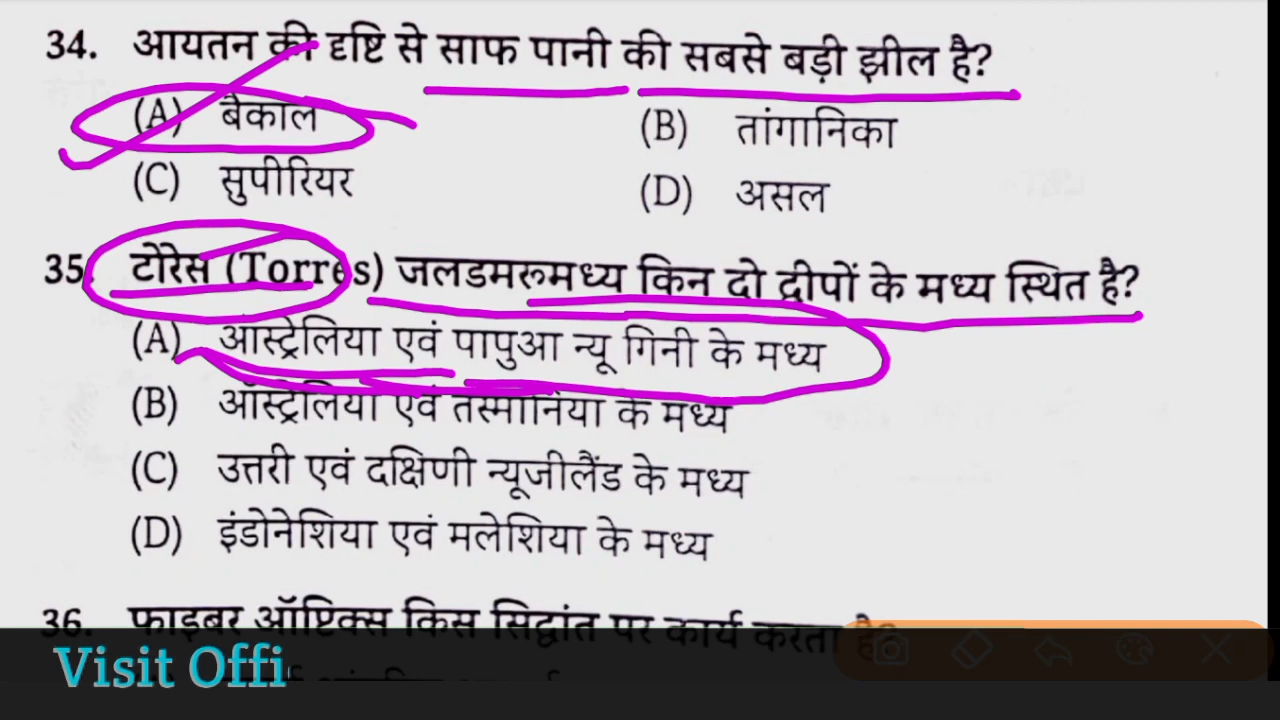 34. आयतन की दृष्टि से साफ पानी की सबसे बड़ी झील है?
(A) बैकाल (B) तांगानिका
(C) सुपीरियर (D) असल
35. टोरेस (Torres) जलडमरूमध्य किन दो द्वीपों के मध्य स्थित है?
(A) ऑस्ट्रेलिया एवं पापुआ न्यू गिनी के मध्य
(B) ऑस्ट्रेलिया एवं तस्मानिया के मध्य
(C) उत्तरी एवं दक्षिणी न्यूजीलैंड के मध्य
(D) इंडोनेशिया एवं मलेशिया के मध्य
36. फाइबर ऑप्टिक्स किस सिद्धांत पर कार्य करता है?
Visit Offi